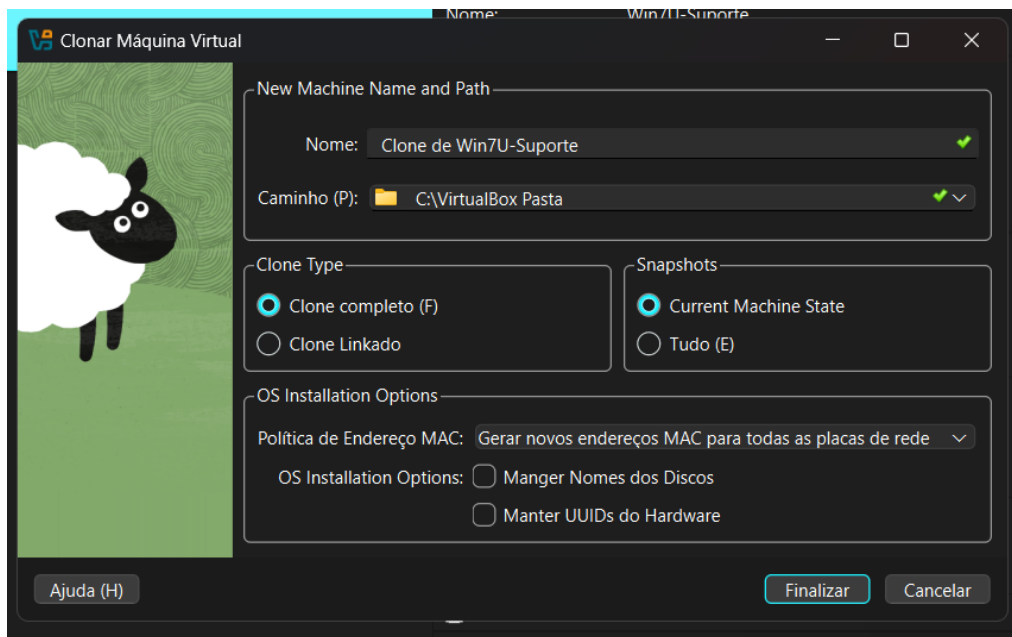 Nome: Win7U-Suporte
Clonar Máquina Virtual
New Machine Name and Path
Nome: Clone de Win7U-Suporte
Caminho (P): C:\VirtualBox Pasta
Clone Type
Clone completo (F)
Clone Linkado
Snapshots
Current Machine State
Tudo (E)
OS Installation Options
Política de Endereço MAC: Gerar novos endereços MAC para todas as placas de rede
OS Installation Options: Manger Nomes dos Discos
Manter UUIDs do Hardware
Ajuda (H) Finalizar Cancelar